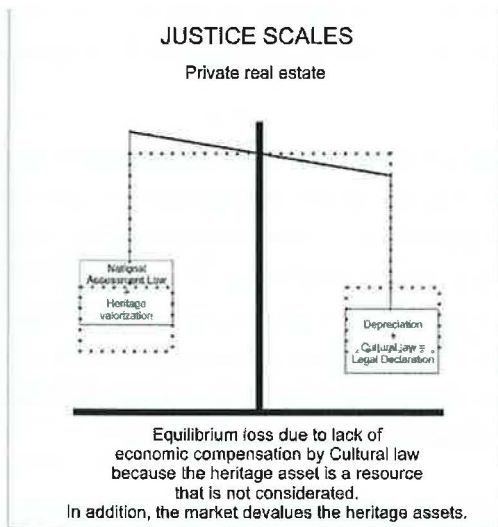 JUSTICE SCALES
Private real estate
National
Assessment Law
+
Heritage
valorization
Depreciation
+
Cultural law =
Legal Declaration
Equilibrium loss due to lack of
economic compensation by Cultural law
because the heritage asset is a resource
that is not considerated.
In addition, the market devalues the heritage assets.